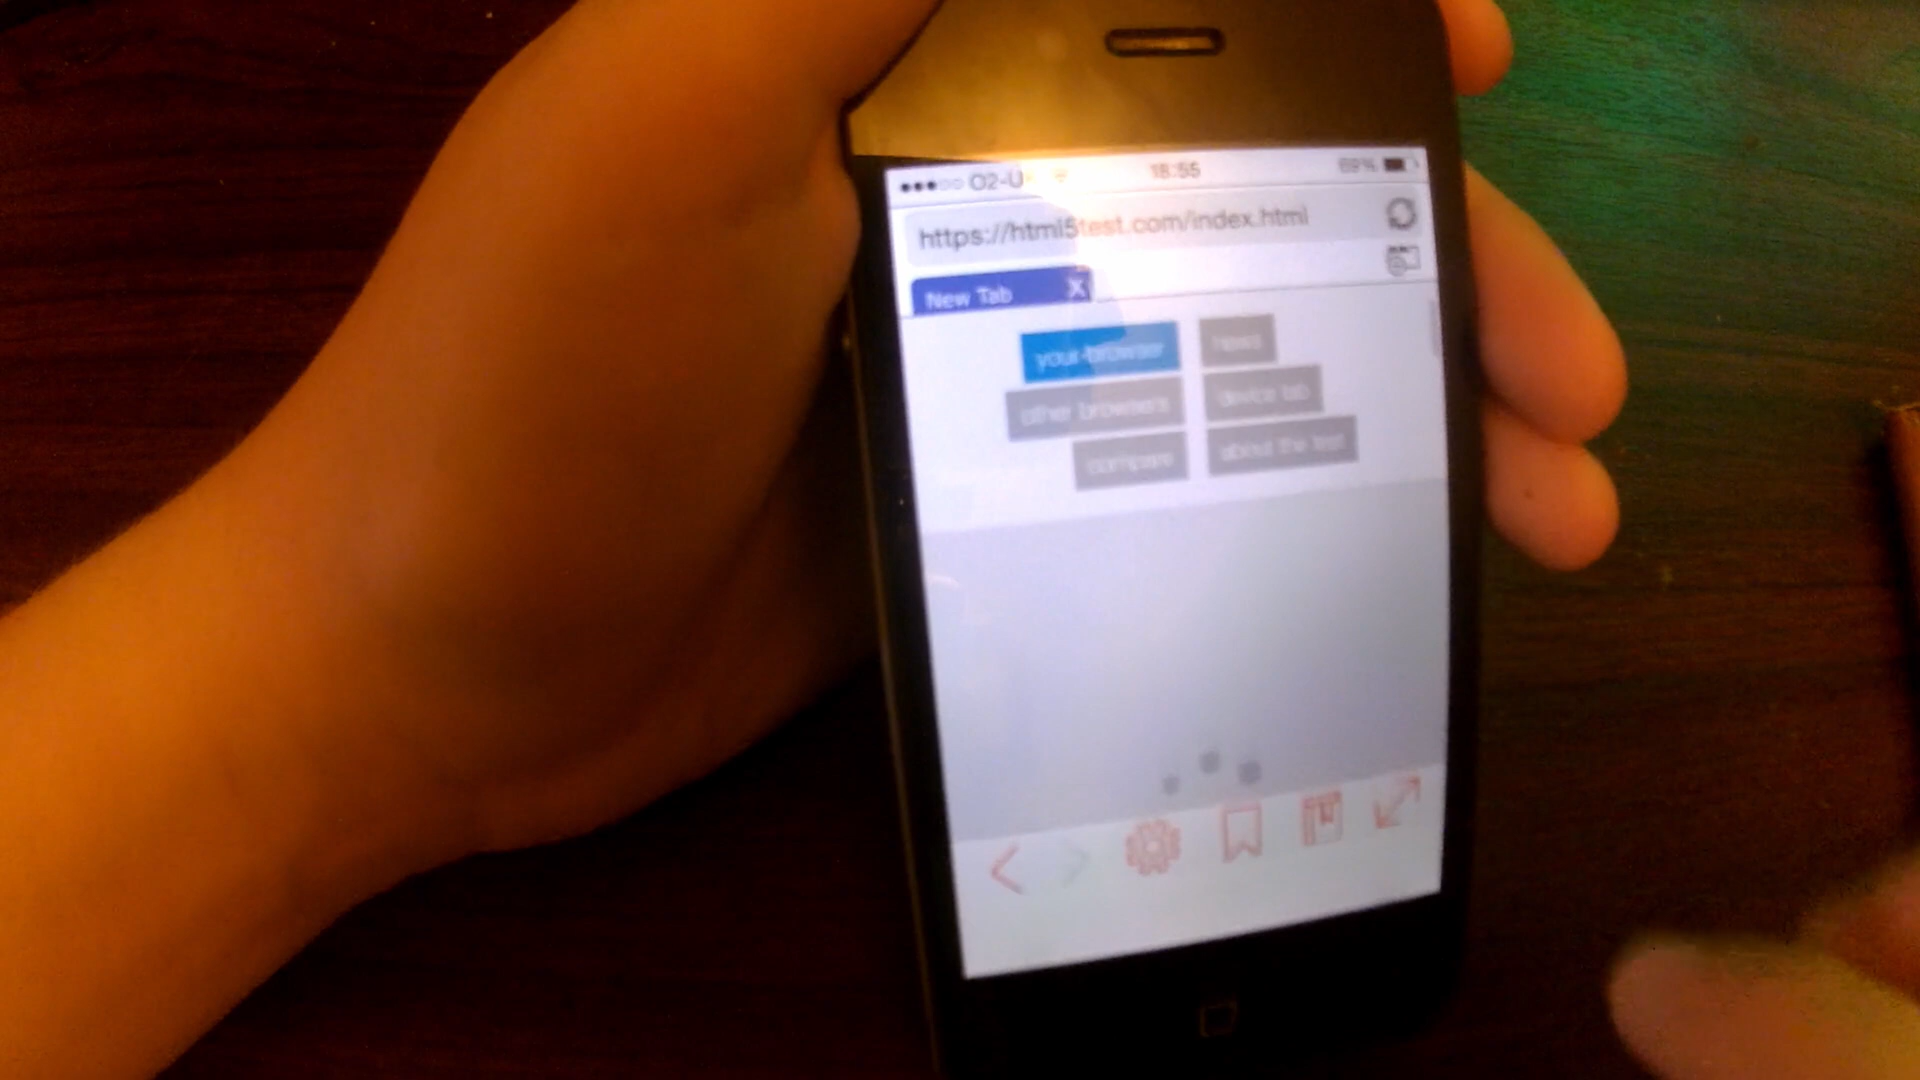 O2-U 18:55 69%
https://html5test.com/index.html
New Tab X
your browser news
other browsers device lab
compare about the test